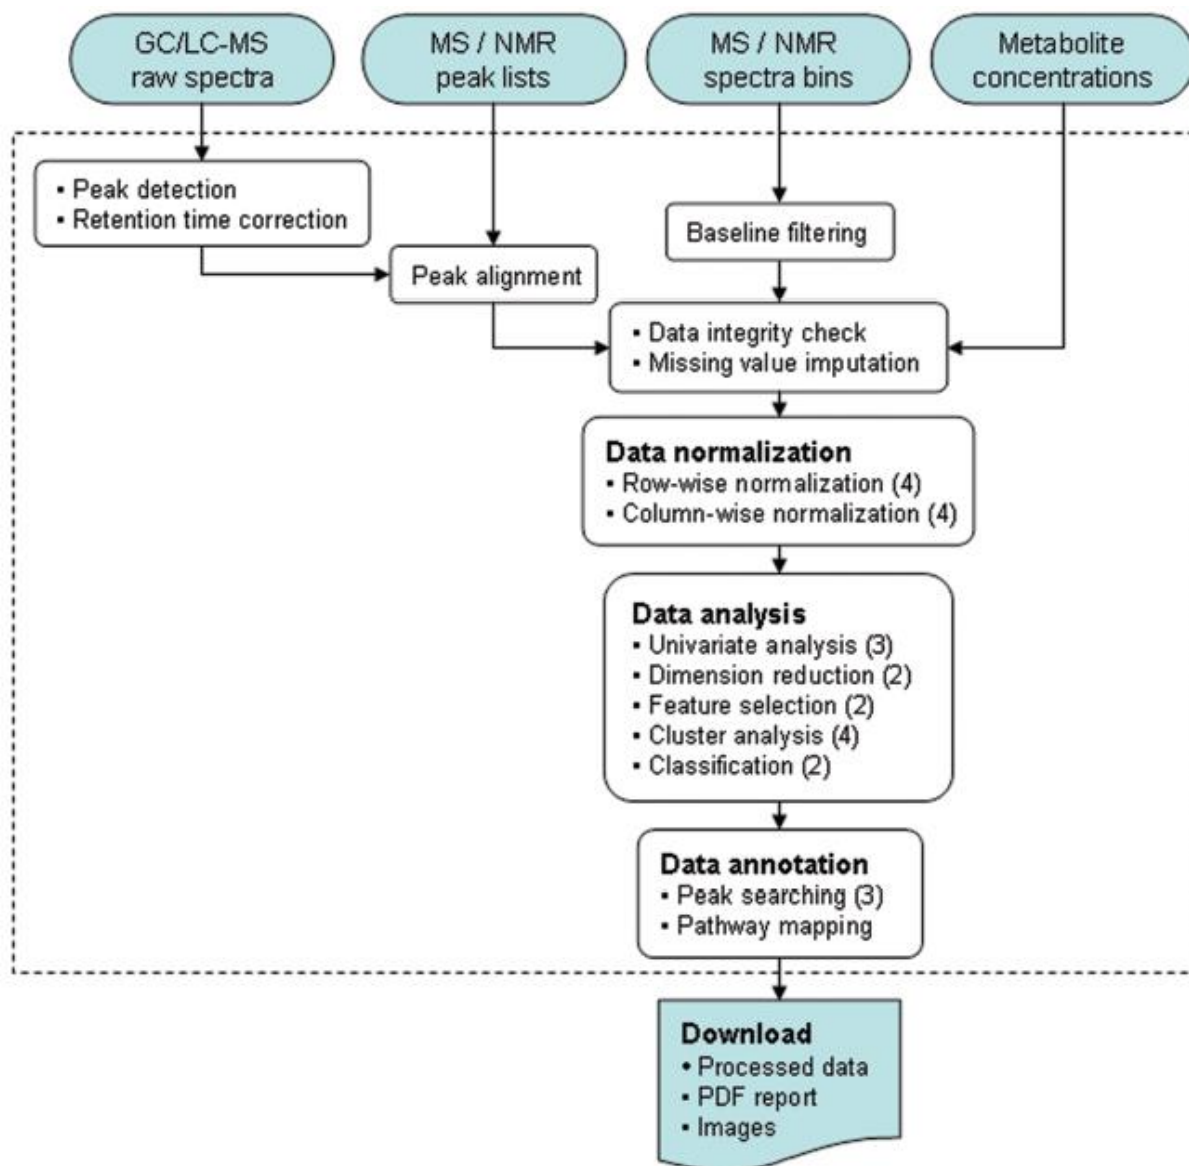 GC/LC-MS
raw spectra
MS / NMR
peak lists
MS / NMR
spectra bins
Metabolite
concentrations
▪ Peak detection
▪ Retention time correction
Baseline filtering
Peak alignment
▪ Data integrity check
▪ Missing value imputation
Data normalization
▪ Row-wise normalization (4)
▪ Column-wise normalization (4)
Data analysis
▪ Univariate analysis (3)
▪ Dimension reduction (2)
▪ Feature selection (2)
▪ Cluster analysis (4)
▪ Classification (2)
Data annotation
▪ Peak searching (3)
▪ Pathway mapping
Download
• Processed data
▪ PDF report
▪ Images